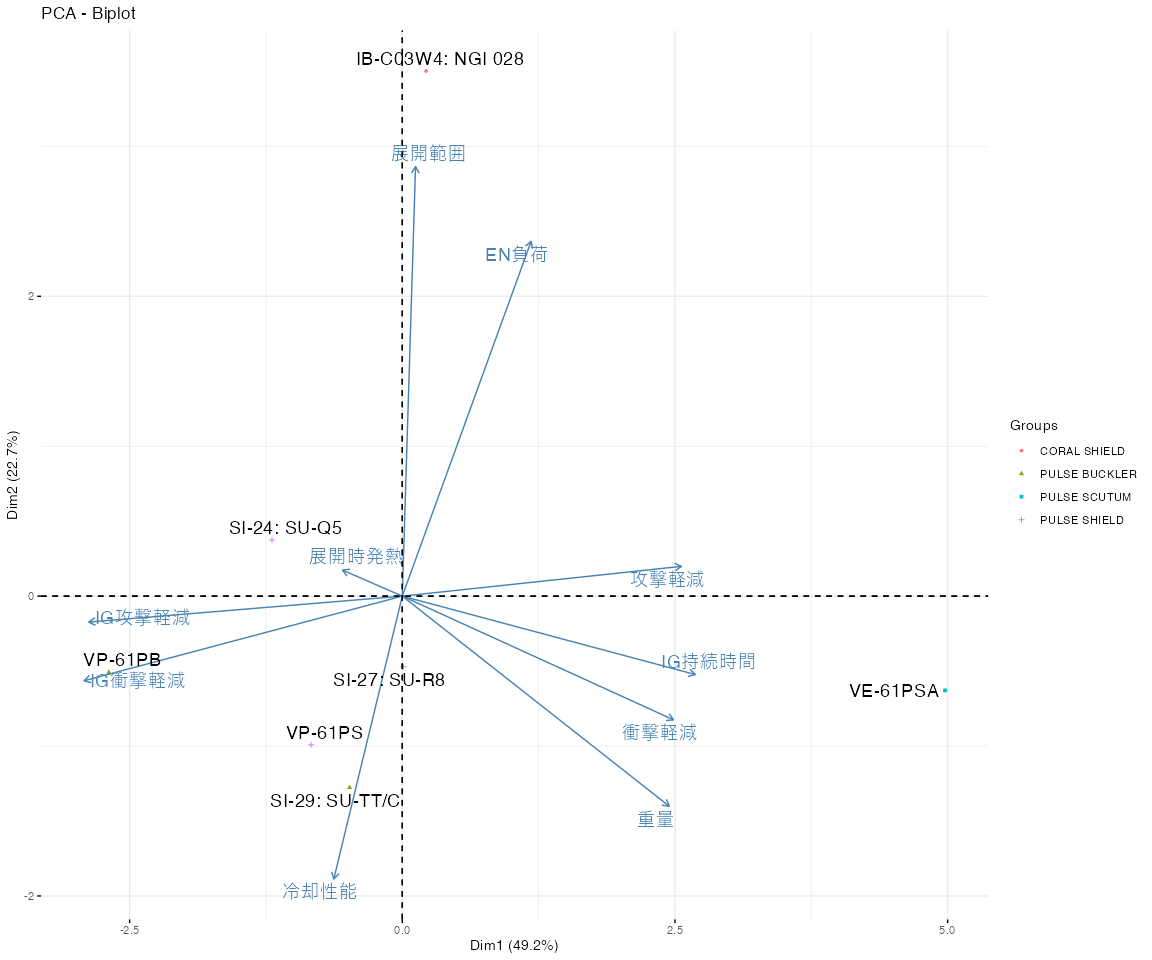 PCA - Biplot
IB-C03W4: NGI 028
展開範囲
EN負荷
2
SI-24: SU-Q5
展開時発熱
攻撃軽減
0
IG攻撃軽減
VP-61PB
IG衝撃軽減
IG持続時間
SI-27: SU-R8
VE-61PSA
VP-61PS
衝撃軽減
SI-29: SU-TT/C
重量
冷却性能
-2
-2.5
0.0
2.5
5.0
Dim1 (49.2%)
Dim2 (22.7%)
Groups
CORAL SHIELD
PULSE BUCKLER
PULSE SCUTUM
PULSE SHIELD